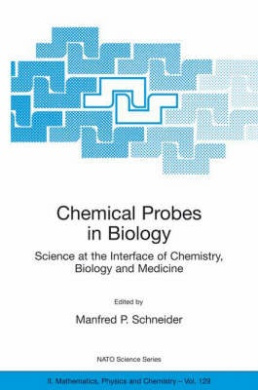 Chemical Probes
in Biology
Science at the Interface of Chemistry,
Biology and Medicine
Edited by
Manfred P. Schneider
NATO Science Series
II. Mathematics, Physics and Chemistry – Vol. 129